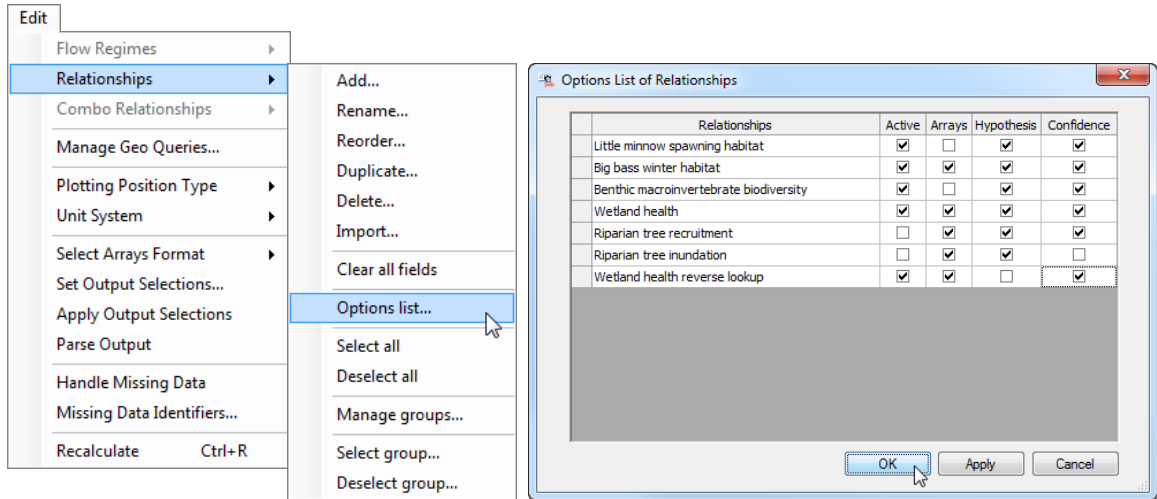 Edit
Flow Regimes
Relationships
Combo Relationships
Manage Geo Queries...
Plotting Position Type
Unit System
Select Arrays Format
Set Output Selections...
Apply Output Selections
Parse Output
Handle Missing Data
Missing Data Identifiers...
Recalculate Ctrl+R
Add...
Rename...
Reorder...
Duplicate...
Delete...
Import...
Clear all fields
Options list...
Select all
Deselect all
Manage groups...
Select group...
Deselect group...
Options List of Relationships
Relationships Active Arrays Hypothesis Confidence
Little minnow spawning habitat
Big bass winter habitat
Benthic macroinvertebrate biodiversity
Wetland health
Riparian tree recruitment
Riparian tree inundation
Wetland health reverse lookup
OK Apply Cancel